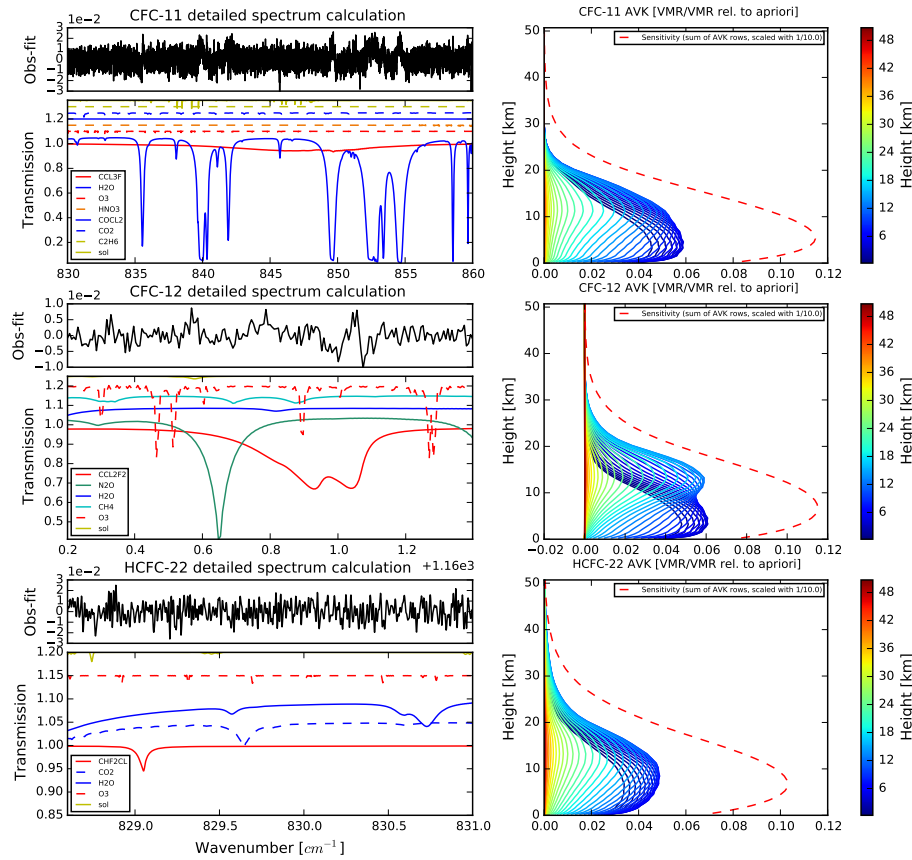 CFC-11 detailed spectrum calculation
1e−2
Obs-fit
3
2
1
0
−1
−2
−3
Transmission
1.2
1.0
0.8
0.6
0.4
0.2
CCL3F
H2O
O3
HNO3
COCL2
CO2
C2H6
sol
830 835 840 845 850 855 860
CFC-11 AVK [VMR/VMR rel. to apriori]
Sensitivity (sum of AVK rows, scaled with 1/10.0)
Height [km]
50
40
30
20
10
0
0.00 0.02 0.04 0.06 0.08 0.10 0.12
48
42
36
30
24
18
12
6
Height [km]
CFC-12 detailed spectrum calculation
1e−2
Obs-fit
1.0
0.5
0.0
−0.5
−1.0
Transmission
1.2
1.1
1.0
0.9
0.8
0.7
0.6
0.5
CCL2F2
N2O
H2O
CH4
O3
sol
0.2 0.4 0.6 0.8 1.0 1.2
+1.16e3
CFC-12 AVK [VMR/VMR rel. to apriori]
Sensitivity (sum of AVK rows, scaled with 1/10.0)
Height [km]
50
40
30
20
10
0
−0.02 0.00 0.02 0.04 0.06 0.08 0.10 0.12
48
42
36
30
24
18
12
6
Height [km]
HCFC-22 detailed spectrum calculation
1e−2
Obs-fit
3
2
1
0
−1
−2
−3
Transmission
1.20
1.15
1.10
1.05
1.00
0.95
0.90
0.85
CHF2CL
CO2
H2O
O3
sol
829.0 829.5 830.0 830.5 831.0
Wavenumber [cm⁻¹]
HCFC-22 AVK [VMR/VMR rel. to apriori]
Sensitivity (sum of AVK rows, scaled with 1/10.0)
Height [km]
50
40
30
20
10
0
0.00 0.02 0.04 0.06 0.08 0.10 0.12
48
42
36
30
24
18
12
6
Height [km]